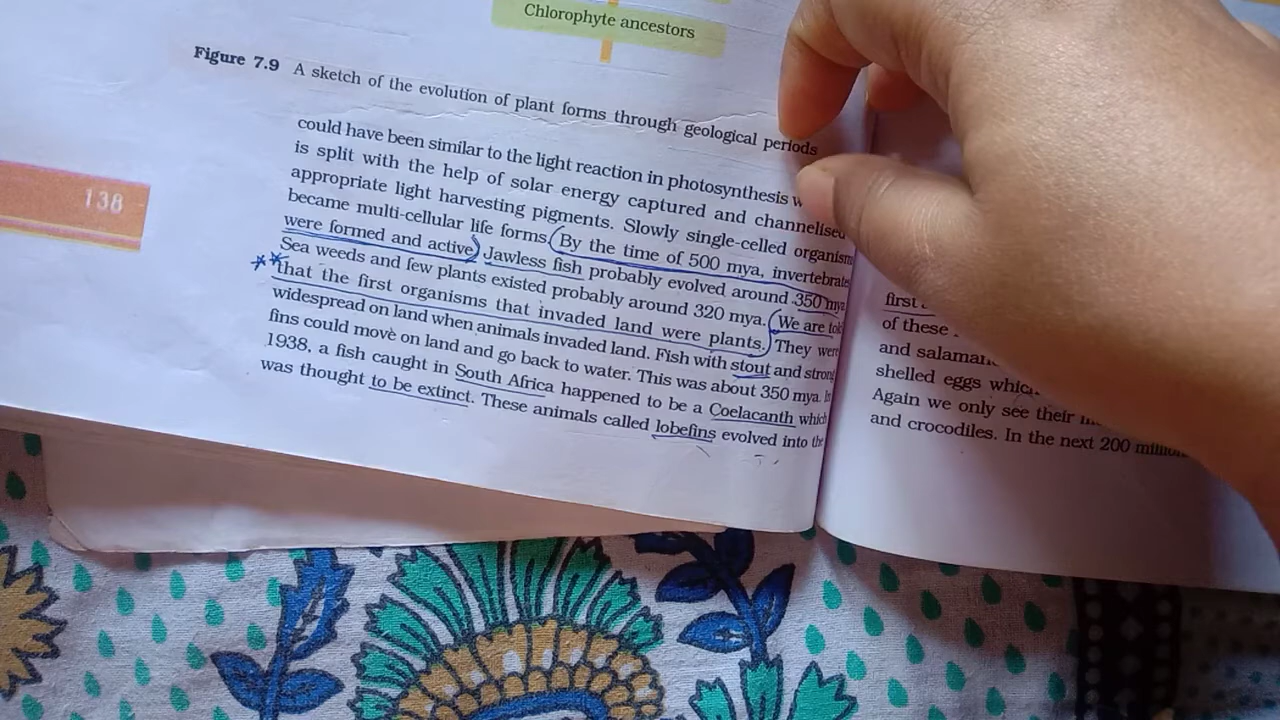 Chlorophyte ancestors
Figure 7.9 A sketch of the evolution of plant forms through geological periods
could have been similar to the light reaction in photosynthesis
is split with the help of solar energy captured and channelised
appropriate light harvesting pigments. Slowly single-celled organism
became multi-cellular life forms. By the time of 500 mya, invertebrate
were formed and active. Jawless fish probably evolved around 350 mya
Sea weeds and few plants existed probably around 320 mya. We are
that the first organisms that invaded land were plants. They were
widespread on land when animals invaded land. Fish with stout and strong
fins could move on land and go back to water. This was about 350 mya. In
1938, a fish caught in South Africa happened to be a Coelacanth which
was thought to be extinct. These animals called lobefins evolved into the
138
first
of these
and
shelled eggs
Again we only see their
and crocodiles. In the next 200